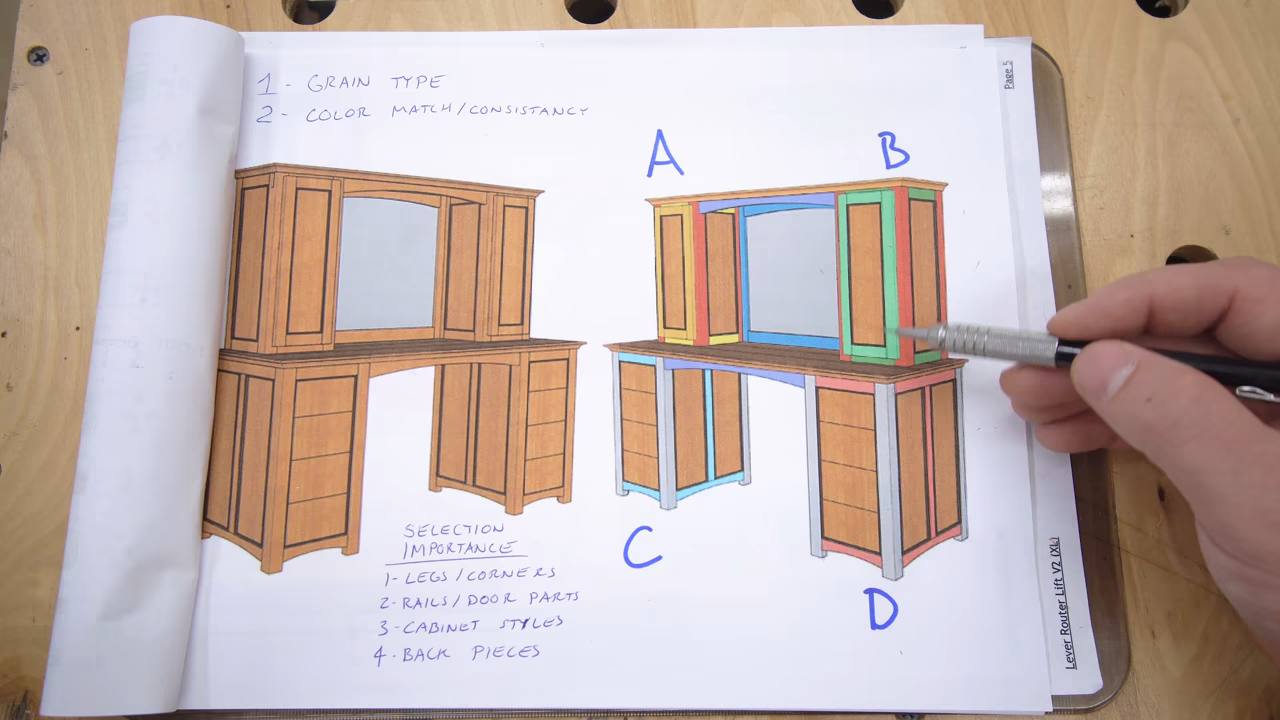 1 - GRAIN TYPE
2 - COLOR MATCH/CONSISTANCY
A
B
C
D
SELECTION
IMPORTANCE
1- LEGS/CORNERS
2- RAILS/DOOR PARTS
3- CABINET STYLES
4- BACK PIECES
Page 5
Lever Router Lift V2 (XL)